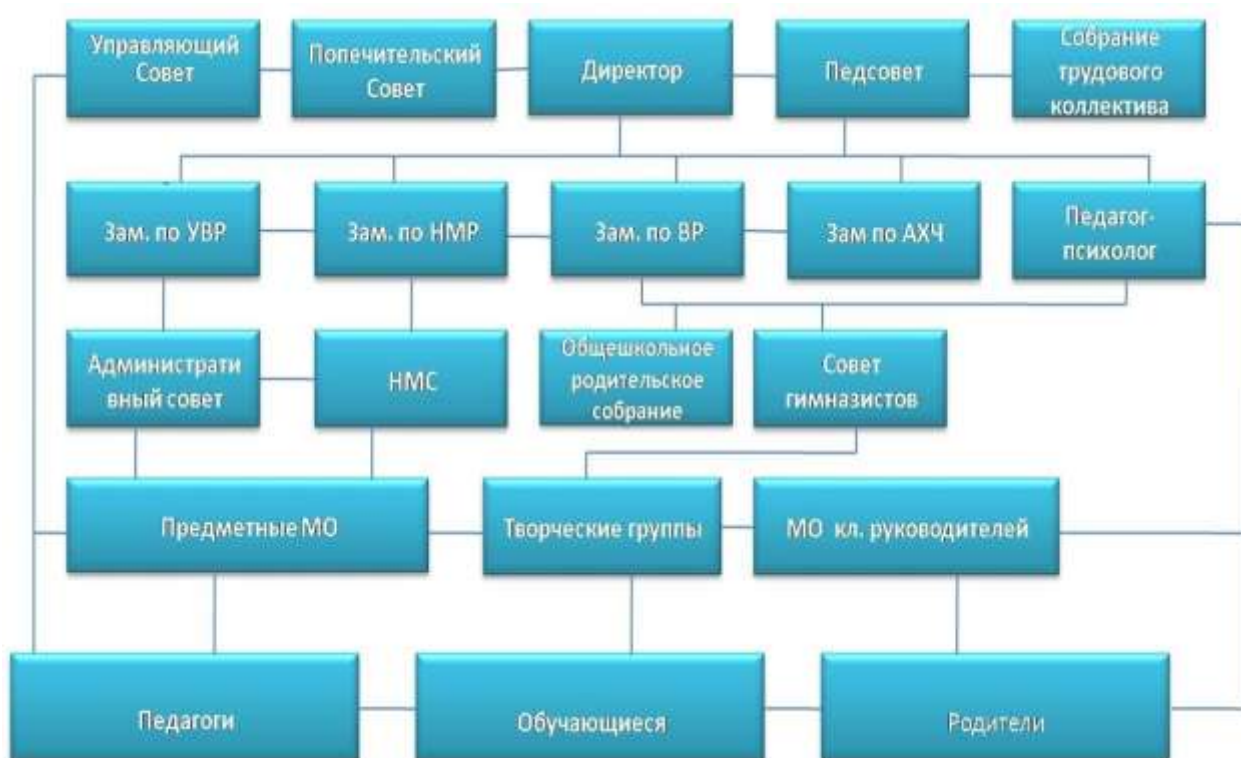 Управляющий
Совет
Попечительский
Совет
Директор
Педсовет
Собрание
трудового
коллектива
Зам. по УВР
Зам. по НМР
Зам. по ВР
Зам по АХЧ
Педагог-
психолог
Административ
вный совет
НМС
Общешкольное
родительское
собрание
Совет
гимназистов
Предметные МО
Творческие группы
МО кл. руководителей
Педагоги
Обучающиеся
Родители